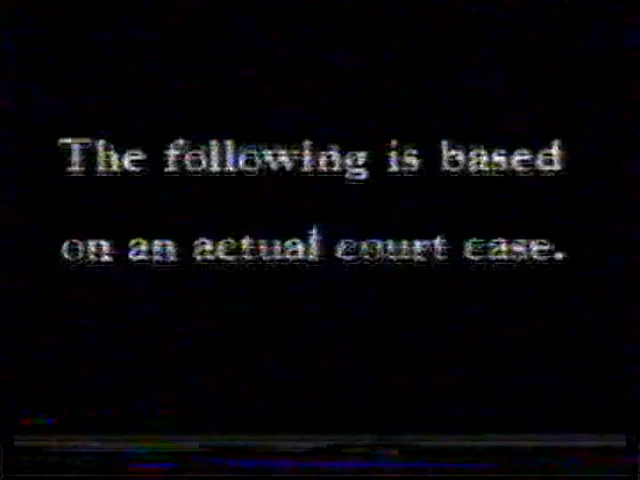 The following is based
on an actual court case.